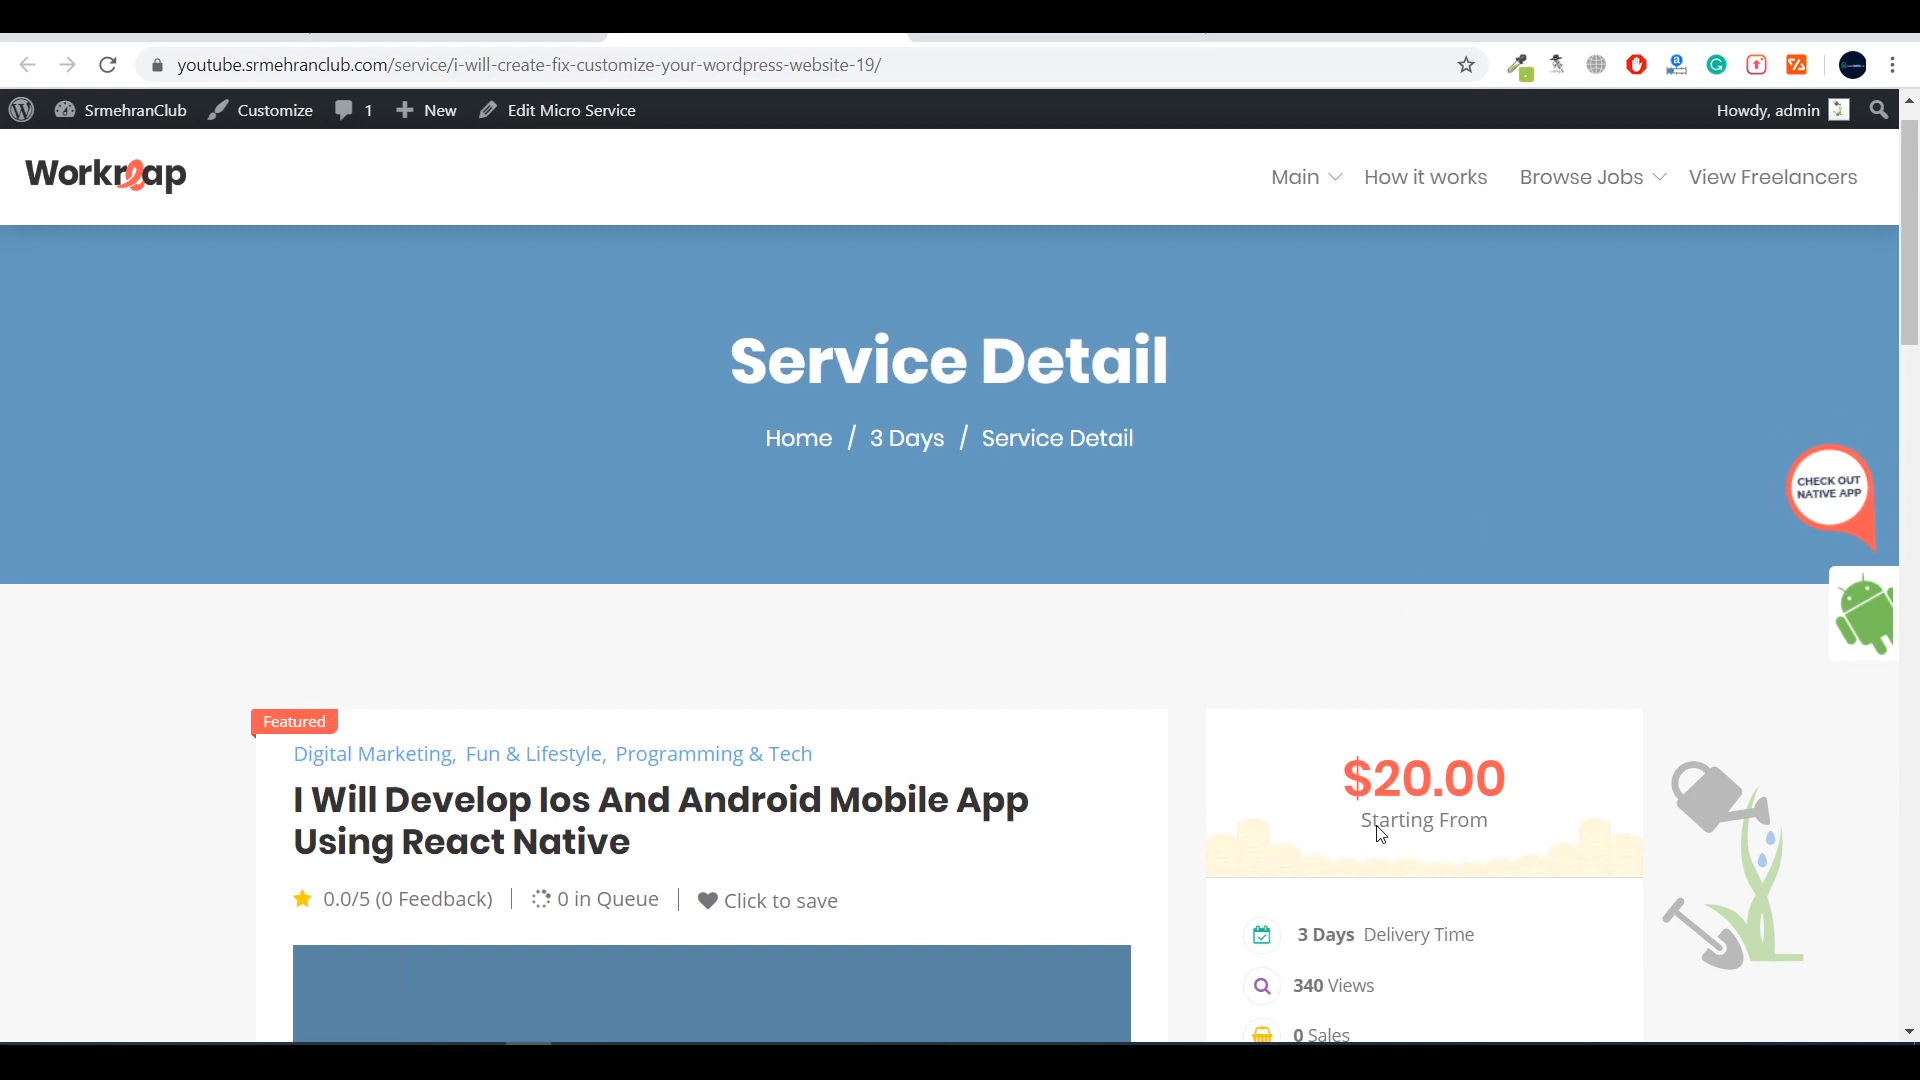 youtube.srmehranclub.com/service/i-will-create-fix-customize-your-wordpress-website-19/
SrmehranClub Customize 1 New Edit Micro Service Howdy, admin
Workreap
Main How it works Browse Jobs View Freelancers
Service Detail
Home / 3 Days / Service Detail
CHECK OUT
NATIVE APP
Featured
Digital Marketing, Fun & Lifestyle, Programming & Tech
I Will Develop Ios And Android Mobile App
Using React Native
0.0/5 (0 Feedback) 0 in Queue Click to save
$20.00
Starting From
3 Days Delivery Time
340 Views
0 Sales